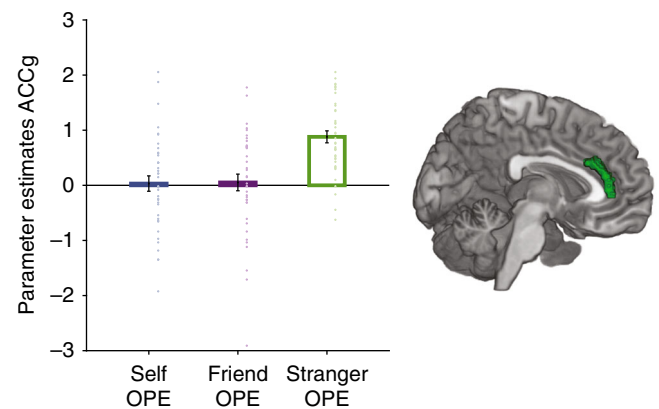 Parameter estimates ACCg
3
2
1
0
–1
–2
–3
Self
OPE
Friend
OPE
Stranger
OPE